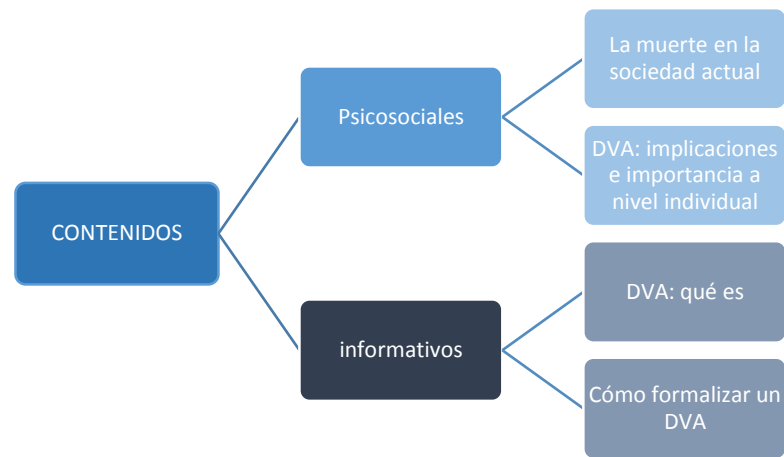 CONTENIDOS
Psicosociales
La muerte en la
sociedad actual
DVA: implicaciones
e importancia a
nivel individual
informativos
DVA: qué es
Cómo formalizar un
DVA